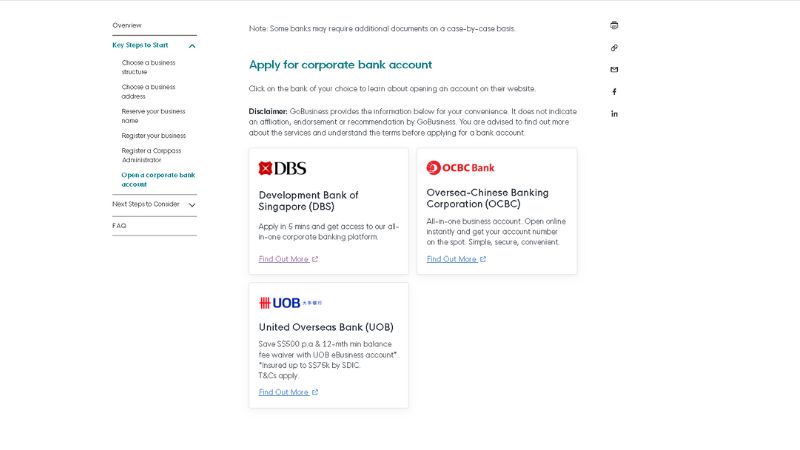 Overview
Key Steps to Start
Choose a business
structure
Choose a business
address
Reserve your business
name
Register your business
Register a Corppass
Administrator
Open a corporate bank
account
Next Steps to Consider
FAQ
Note: Some banks may require additional documents on a case-by-case basis.
Apply for corporate bank account
Click on the bank of your choice to learn about opening an account on their website.
Disclaimer: GoBusiness provides the information below for your convenience. It does not indicate
an affiliation, endorsement or recommendation by GoBusiness. You are advised to find out more
about the services and understand the terms before applying for a bank account.
DBS
Development Bank of
Singapore (DBS)
Apply in 5 mins and get access to our all-
in-one corporate banking platform.
Find Out More
OCBC Bank
Oversea-Chinese Banking
Corporation (OCBC)
All-in-one business account. Open online
instantly and get your account number
on the spot. Simple, secure, convenient.
Find Out More
UOB 大華銀行
United Overseas Bank (UOB)
Save S$500 p.a & 12-mth min balance
fee waiver with UOB eBusiness account*.
*Insured up to S$75k by SDIC.
T&Cs apply.
Find Out More